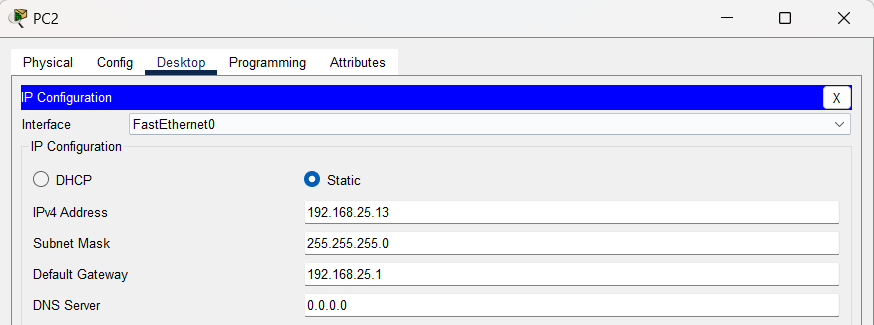 PC2
Physical Config Desktop Programming Attributes
IP Configuration X
Interface FastEthernet0
IP Configuration
DHCP Static
IPv4 Address 192.168.25.13
Subnet Mask 255.255.255.0
Default Gateway 192.168.25.1
DNS Server 0.0.0.0